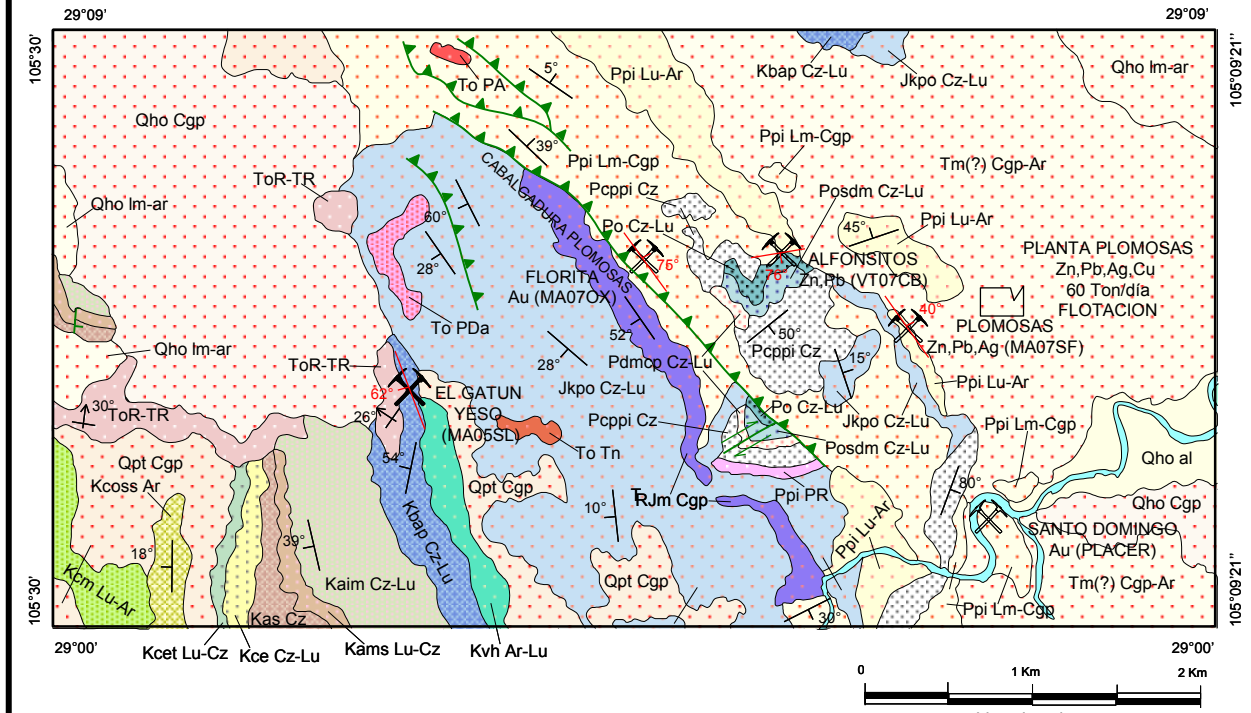 29°09'
29°09'
105°30'
105°09'21"
5°
To PA
Ppi Lu-Ar
Kbap Cz-Lu
Jkpo Cz-Lu
Qho lm-ar
Qho Cgp
39°
Ppi Lm-Cgp
Ppi Lm-Cgp
Tm(?) Cgp-Ar
ToR-TR
CABALGADURA PLOMOSAS
Pcppi Cz
Posdm Cz-Lu
Qho lm-ar
60°
Po Cz-Lu
45°
Ppi Lu-Ar
28°
75°
76°
ALFONSITOS
Zn,Pb (VT07CB)
PLANTA PLOMOSAS
Zn,Pb,Ag,Cu
60 Ton/día
FLOTACION
FLORITA
Au (MA07OX)
To PDa
52°
50°
40°
PLOMOSAS
Zn,Pb,Ag (MA07SF)
Qho lm-ar
Pcppi Cz
15°
ToR-TR
28°
Pdmcp Cz-Lu
Jkpo Cz-Lu
Ppi Lu-Ar
62°
EL GATUN
YESO
(MA05SL)
30°
ToR-TR
26°
Po Cz-Lu
Jkpo Cz-Lu
Pcppi Cz
Posdm Cz-Lu
Ppi Lm-Cgp
To Tn
Qpt Cgp
54°
Qho al
Kcoss Ar
Qpt Cgp
TRJm Cgp
Ppi PR
80°
Qho Cgp
10°
Kbap Cz-Lu
Ppi Lu-Ar
SANTO DOMINGO
Au (PLACER)
18°
39°
Kcm Lu-Ar
Kaim Cz-Lu
Qpt Cgp
Tm(?) Cgp-Ar
Kas Cz
30°
Ppi Lm-Cgp
105°30'
105°09'21"
29°00'
Kcet Lu-Cz
Kce Cz-Lu
Kams Lu-Cz
Kvh Ar-Lu
29°00'
0
1 Km
2 Km